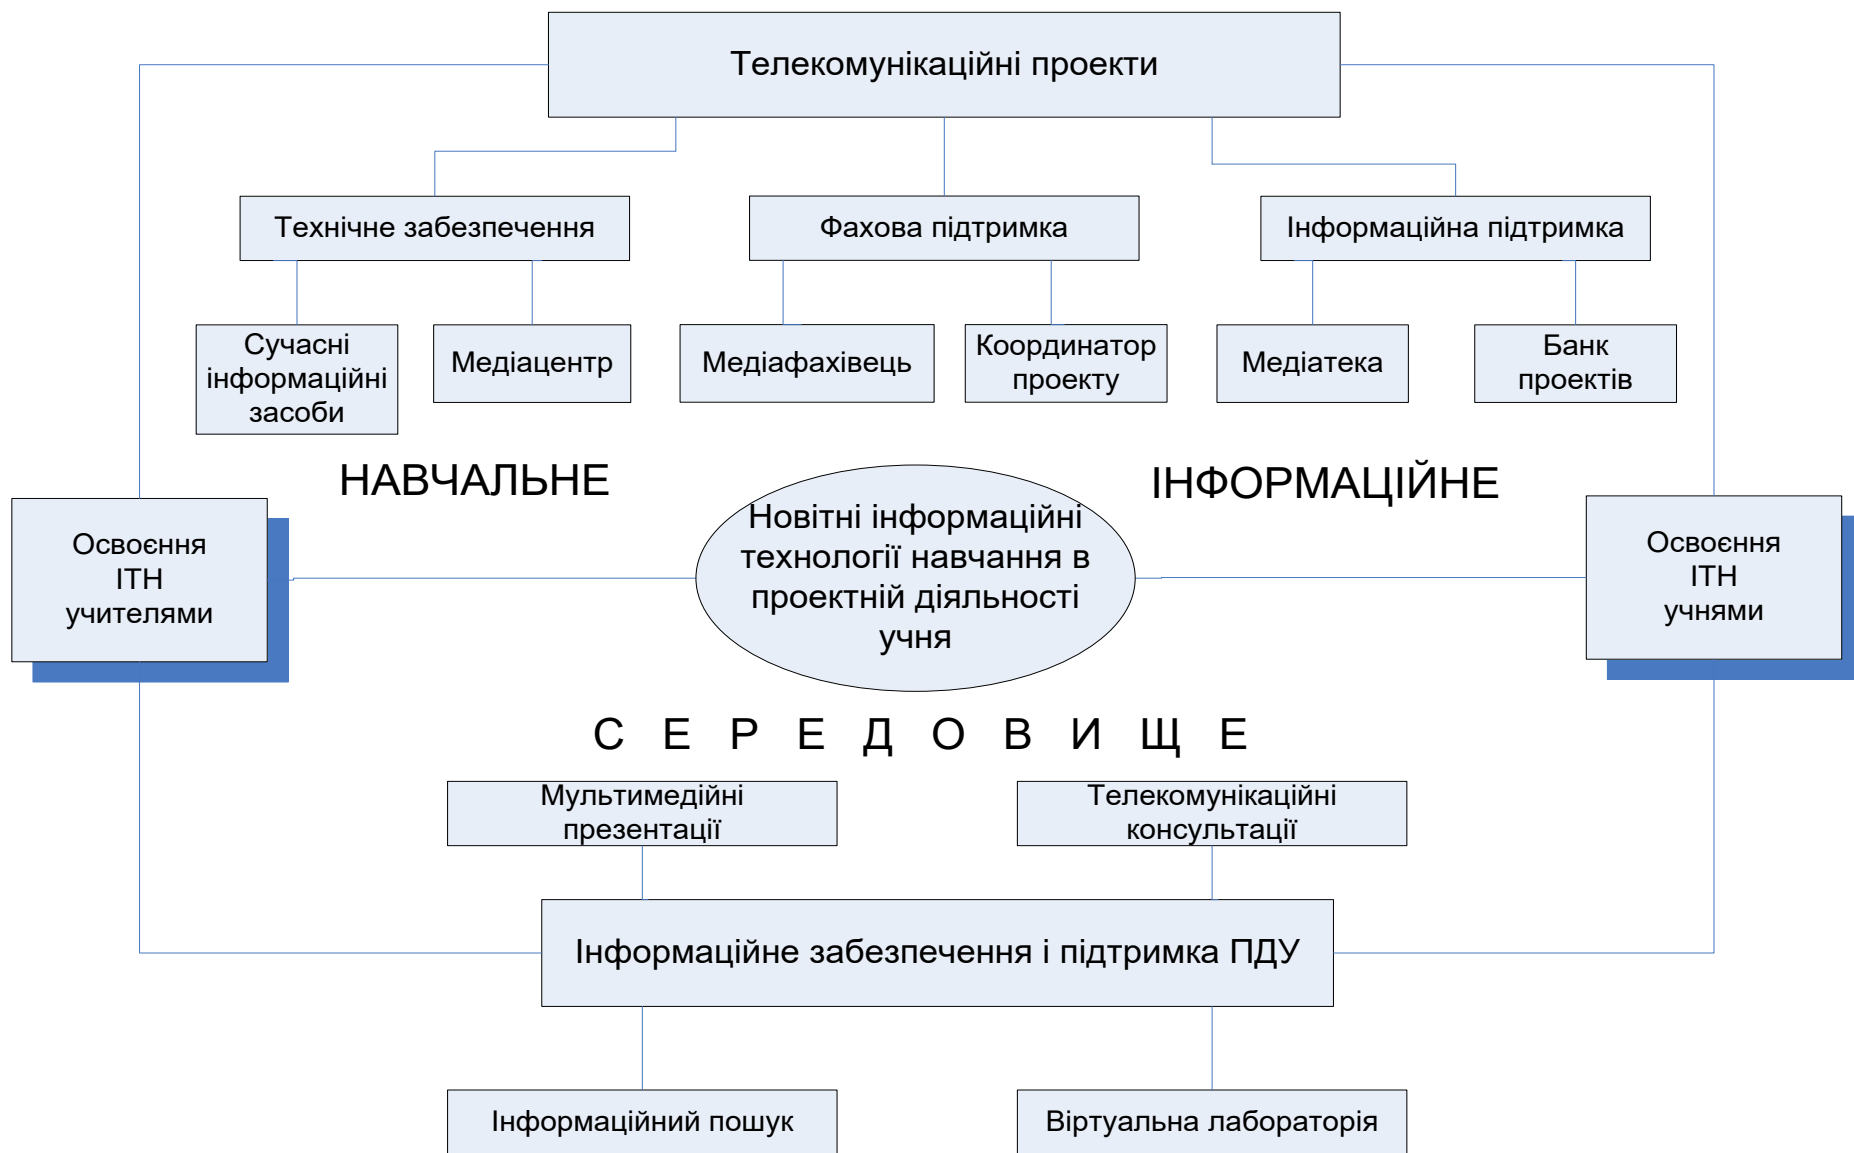 Телекомунікаційні проекти
Технічне забезпечення
Фахова підтримка
Інформаційна підтримка
Сучасні
інформаційні
засоби
Медіацентр
Медіафахівець
Координатор
проекту
Медіатека
Банк
проектів
НАВЧАЛЬНЕ
ІНФОРМАЦІЙНЕ
Освоєння
ІТН
учителями
Новітні інформаційні
технології навчання в
проектній діяльності
учня
Освоєння
ІТН
учнями
С Е Р Е Д О В И Щ Е
Мультимедійні
презентації
Телекомунікаційні
консультації
Інформаційне забезпечення і підтримка ПДУ
Інформаційний пошук
Віртуальна лабораторія